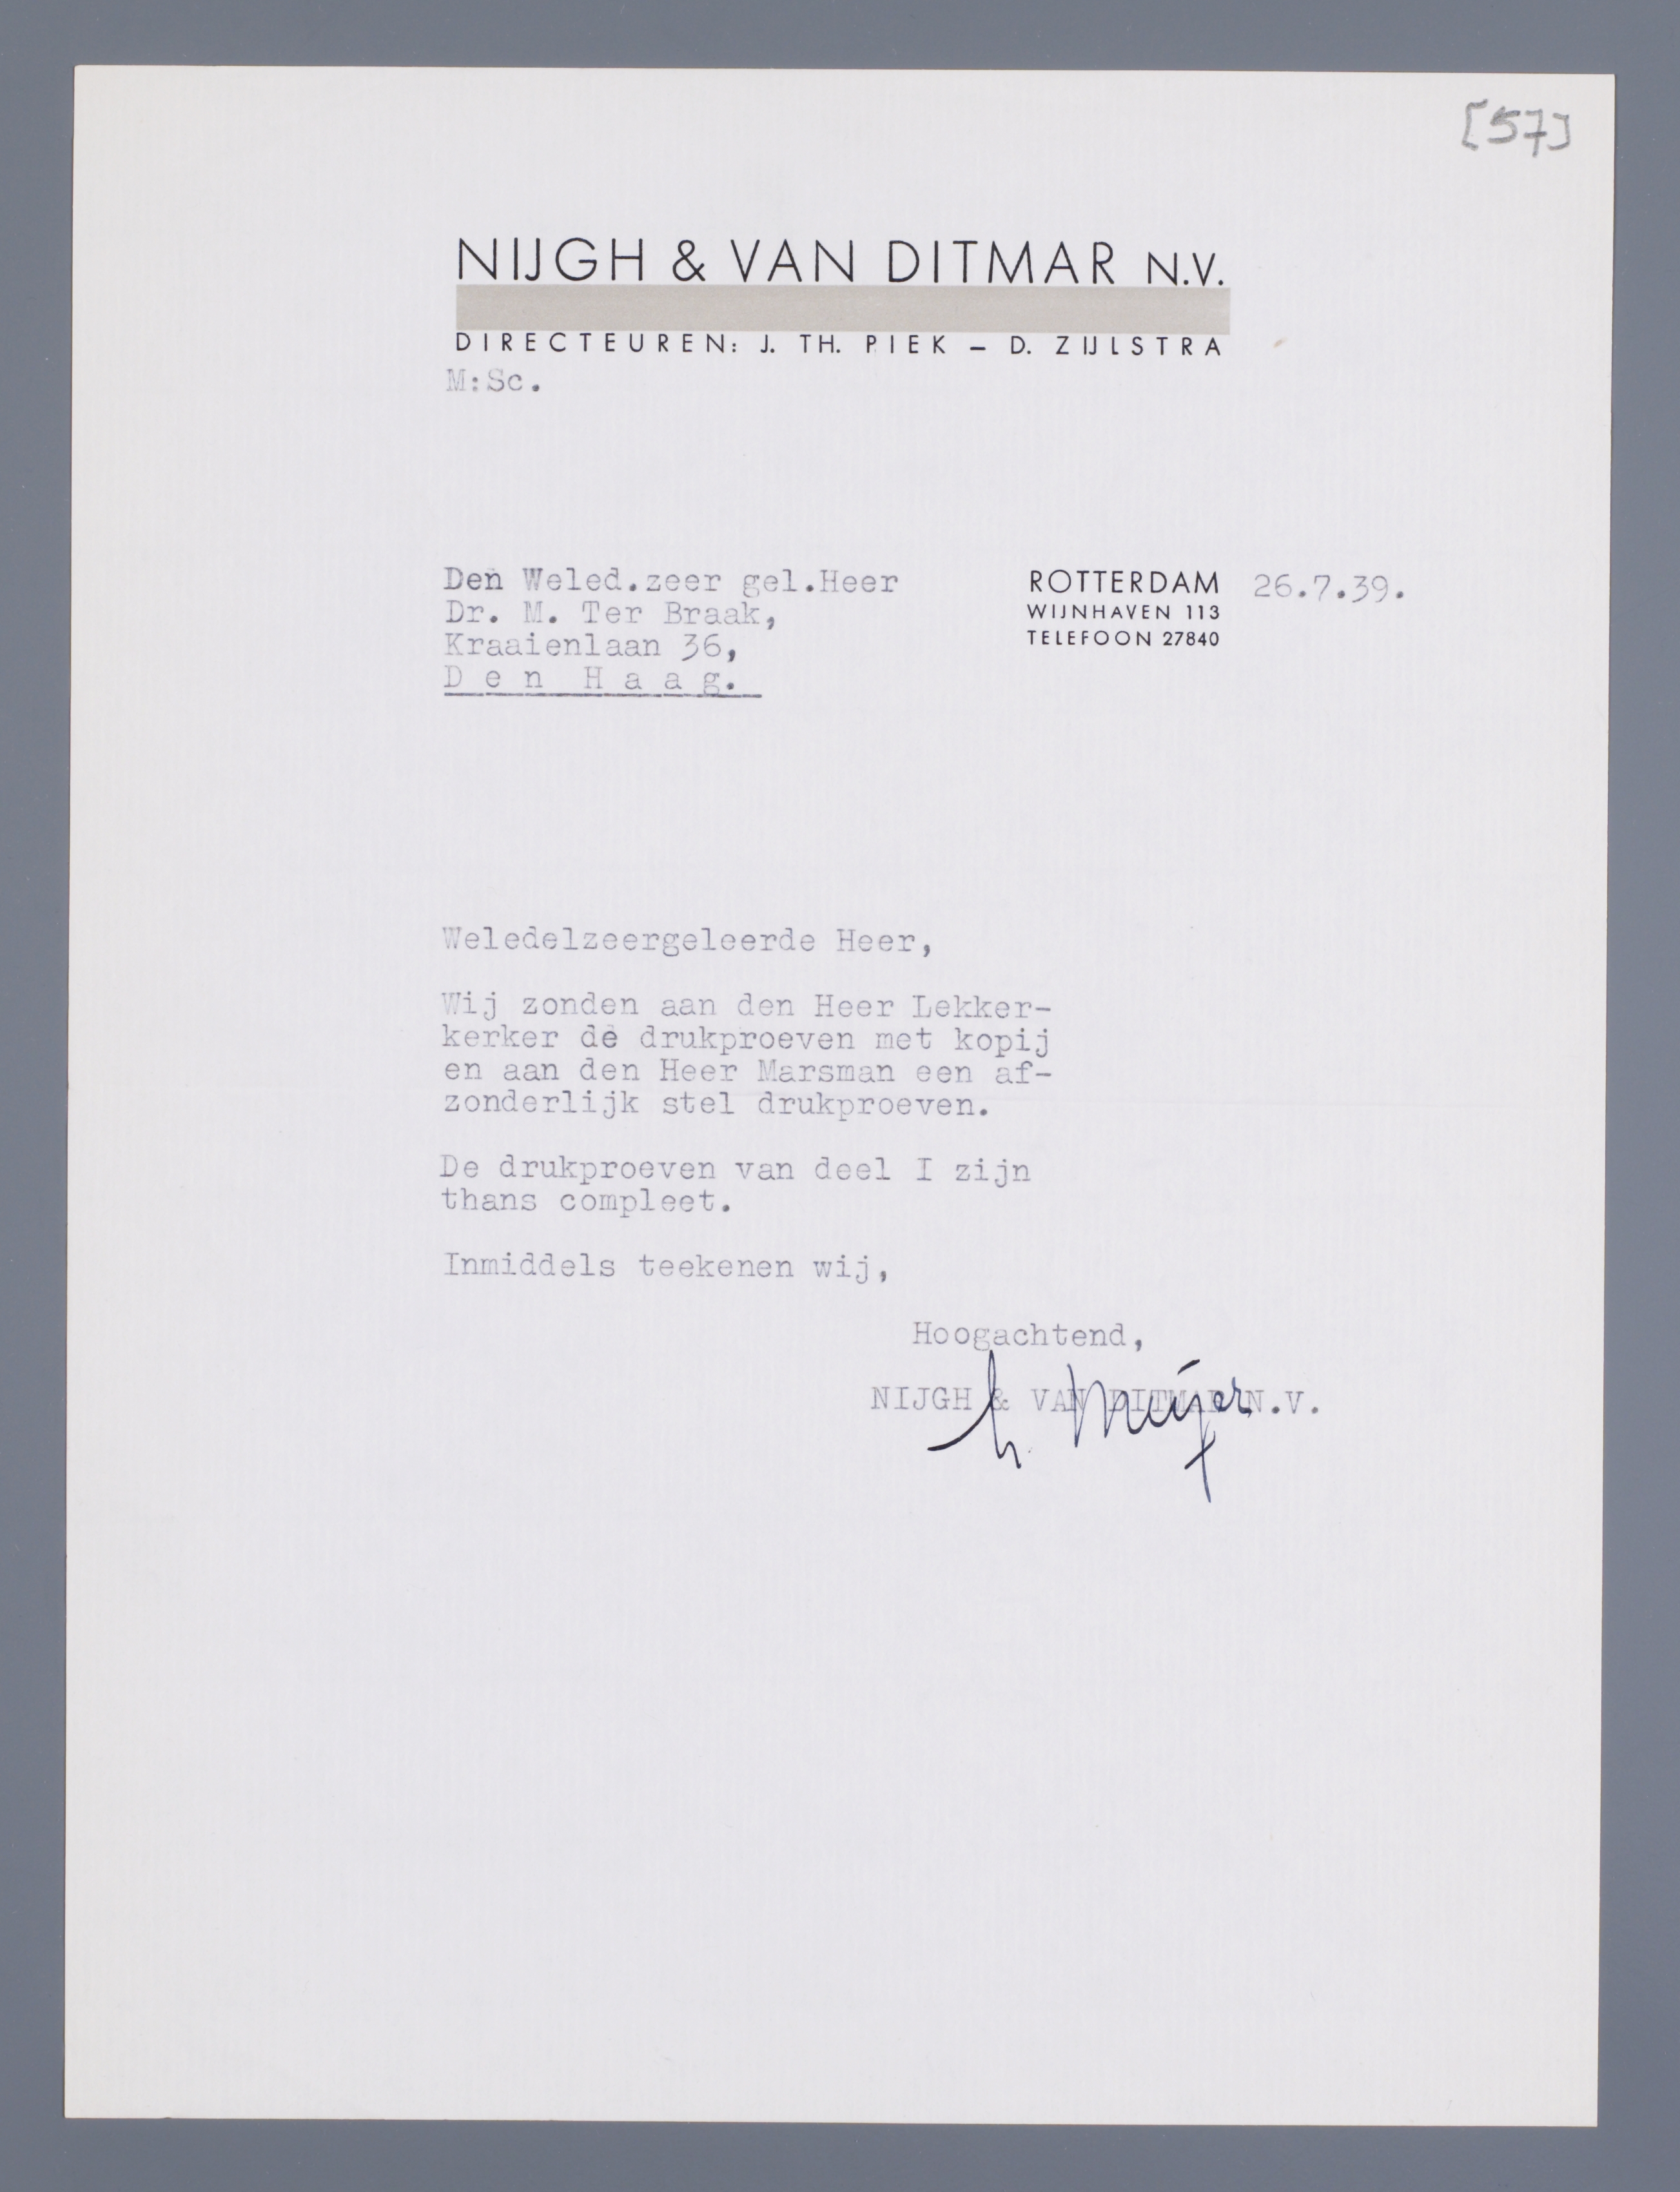 [57]
NIJGH & VAN DITMAR N.V.
DIRECTEUREN: J. TH. PIEK – D. ZIJLSTRA
M:Sc.
Den Weled.zeer gel.Heer
Dr. M. Ter Braak,
Kraaienlaan 36,
Den Haag.
ROTTERDAM 26.7.39.
WIJNHAVEN 113
TELEFOON 27840
Weledelzeergeleerde Heer,
Wij zonden aan den Heer Lekker-
kerker de drukproeven met kopij
en aan den Heer Marsman een af-
zonderlijk stel drukproeven.
De drukproeven van deel I zijn
thans compleet.
Inmiddels teekenen wij,
Hoogachtend,
NIJGH & VAN DITMAR N.V.
Meijer